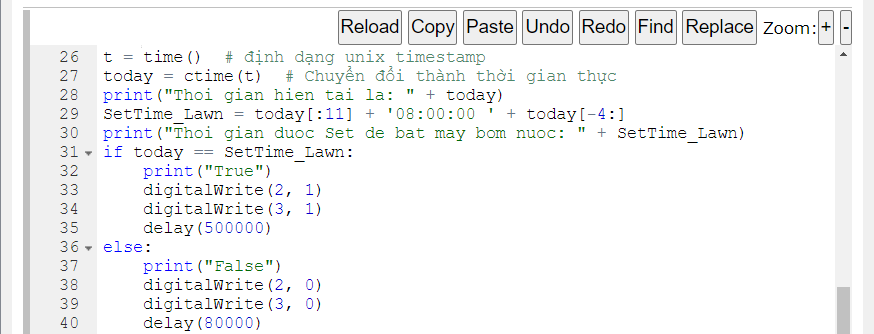 Reload Copy Paste Undo Redo Find Replace Zoom: + -
26 t = time()  # định dạng unix timestamp
27 today = ctime(t)  # Chuyển đổi thành thời gian thực
28 print("Thoi gian hien tai la: " + today)
29 SetTime_Lawn = today[:11] + '08:00:00 ' + today[-4:]
30 print("Thoi gian duoc Set de bat may bom nuoc: " + SetTime_Lawn)
31 if today == SetTime_Lawn:
32     print("True")
33     digitalWrite(2, 1)
34     digitalWrite(3, 1)
35     delay(500000)
36 else:
37     print("False")
38     digitalWrite(2, 0)
39     digitalWrite(3, 0)
40     delay(80000)